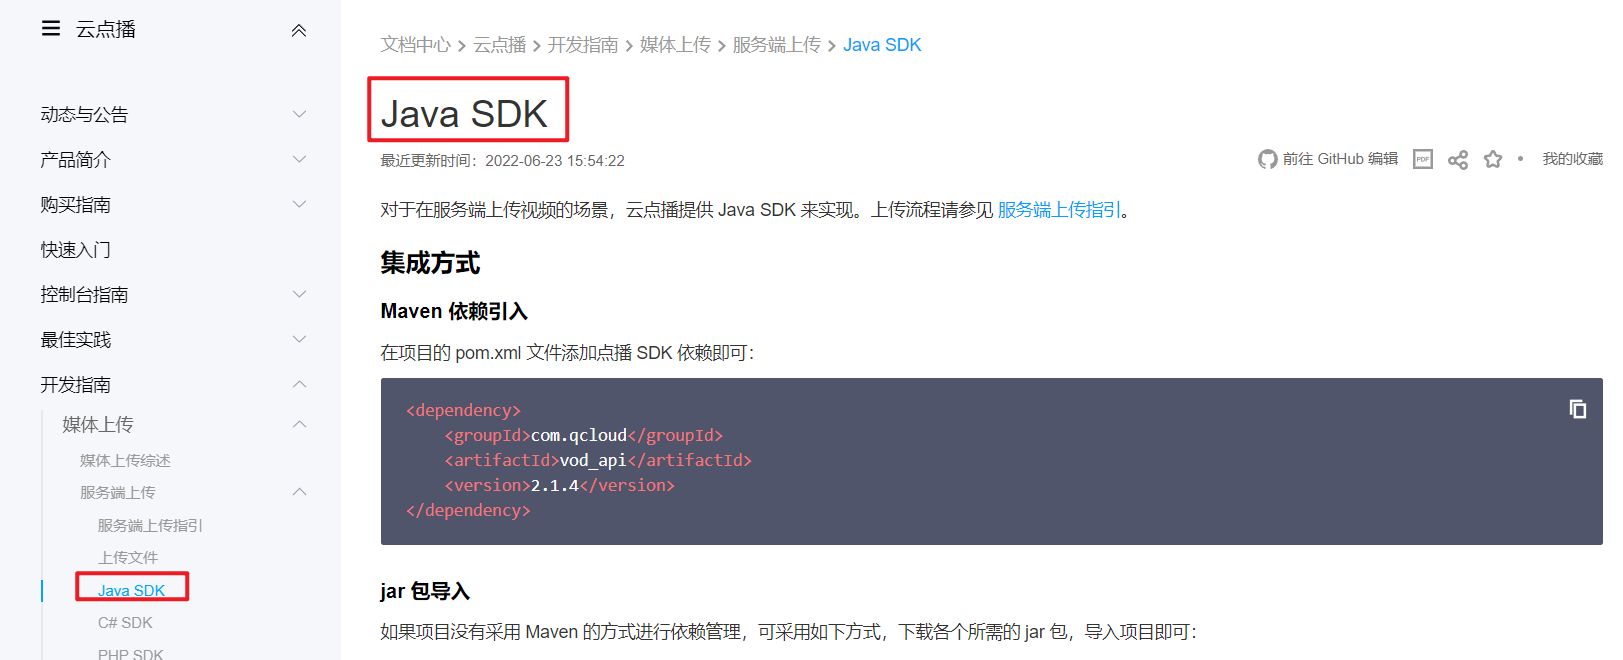 云点播
动态与公告
产品简介
购买指南
快速入门
控制台指南
最佳实践
开发指南
媒体上传
媒体上传综述
服务端上传
服务端上传指引
上传文件
Java SDK
C# SDK
PHP SDK
文档中心 > 云点播 > 开发指南 > 媒体上传 > 服务端上传 > Java SDK
Java SDK
最近更新时间：2022-06-23 15:54:22
前往 GitHub 编辑 PDF • 我的收藏
对于在服务端上传视频的场景，云点播提供 Java SDK 来实现。上传流程请参见 服务端上传指引。
集成方式
Maven 依赖引入
在项目的 pom.xml 文件添加点播 SDK 依赖即可：
<dependency>
    <groupId>com.qcloud</groupId>
    <artifactId>vod_api</artifactId>
    <version>2.1.4</version>
</dependency>
jar 包导入
如果项目没有采用 Maven 的方式进行依赖管理，可采用如下方式，下载各个所需的 jar 包，导入项目即可：